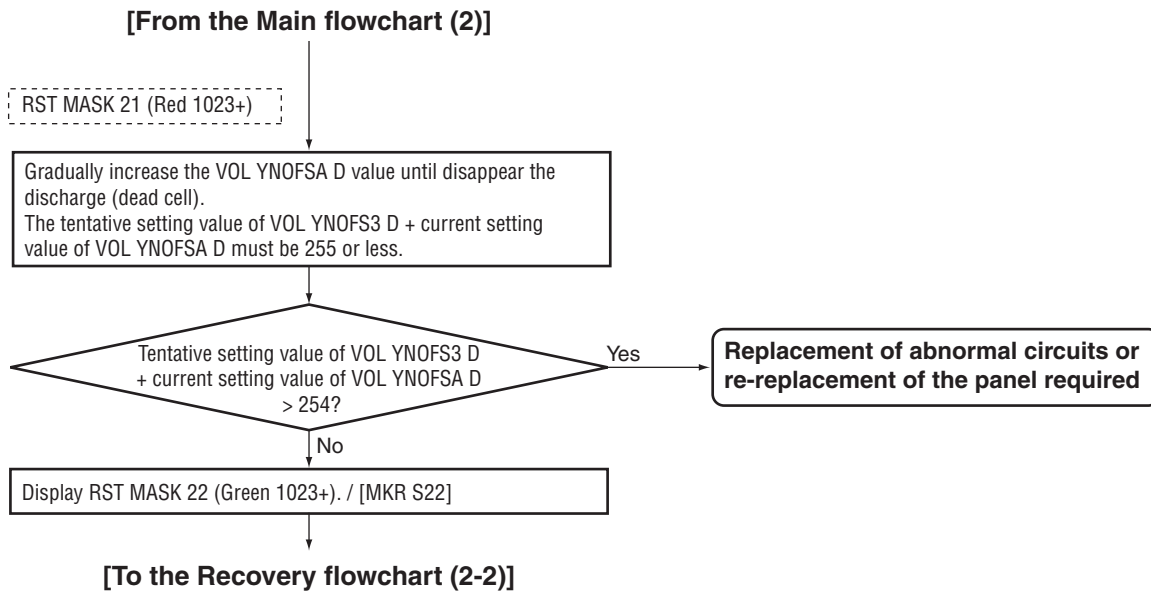 [From the Main flowchart (2)]
RST MASK 21 (Red 1023+)
Gradually increase the VOL YNOFSA D value until disappear the
discharge (dead cell).
The tentative setting value of VOL YNOFS3 D + current setting
value of VOL YNOFSA D must be 255 or less.
Tentative setting value of VOL YNOFS3 D
+ current setting value of VOL YNOFSA D
> 254?
Yes
Replacement of abnormal circuits or
re-replacement of the panel required
No
Display RST MASK 22 (Green 1023+). / [MKR S22]
[To the Recovery flowchart (2-2)]